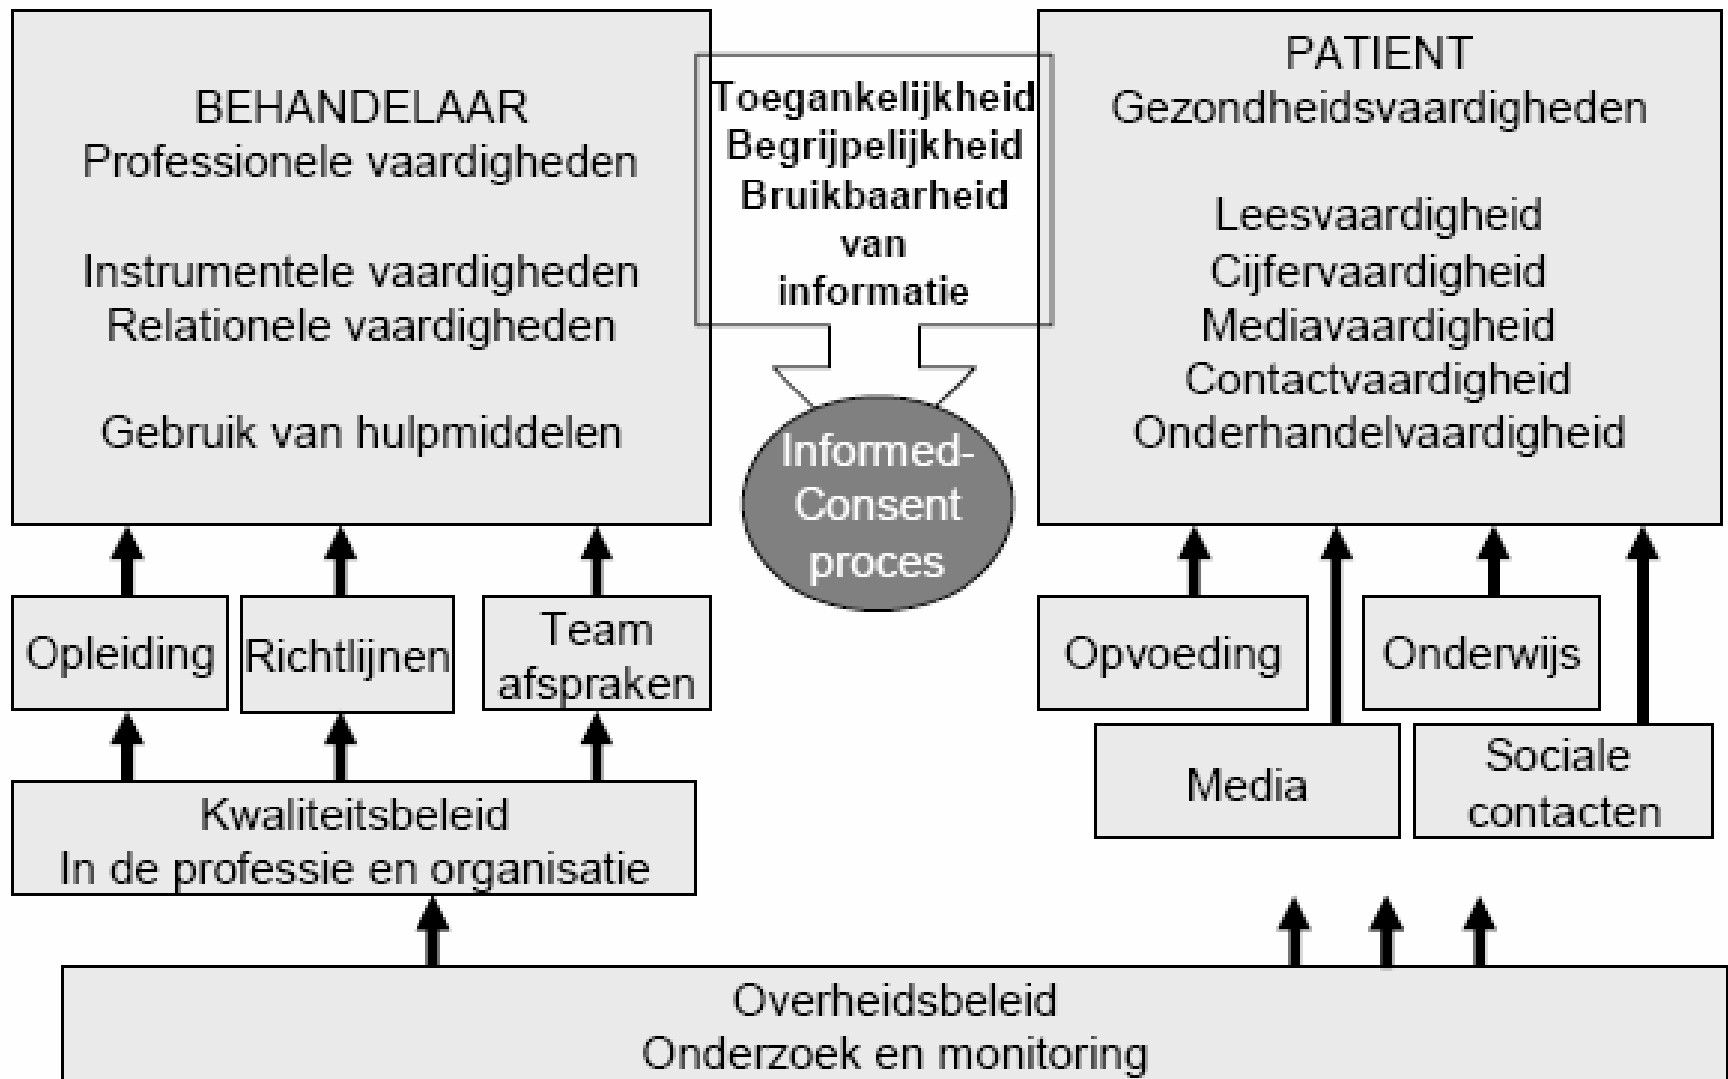 BEHANDELAAR
Professionele vaardigheden
Instrumentele vaardigheden
Relationele vaardigheden
Gebruik van hulpmiddelen
Toegankelijkheid
Begrijpelijkheid
Bruikbaarheid
van
informatie
Informed-
Consent
proces
PATIENT
Gezondheidsvaardigheden
Leesvaardigheid
Cijfervaardigheid
Mediavaardigheid
Contactvaardigheid
Onderhandelvaardigheid
Opleiding
Richtlijnen
Team
afspraken
Opvoeding
Onderwijs
Media
Sociale
contacten
Kwaliteitsbeleid
In de professie en organisatie
Overheidsbeleid
Onderzoek en monitoring